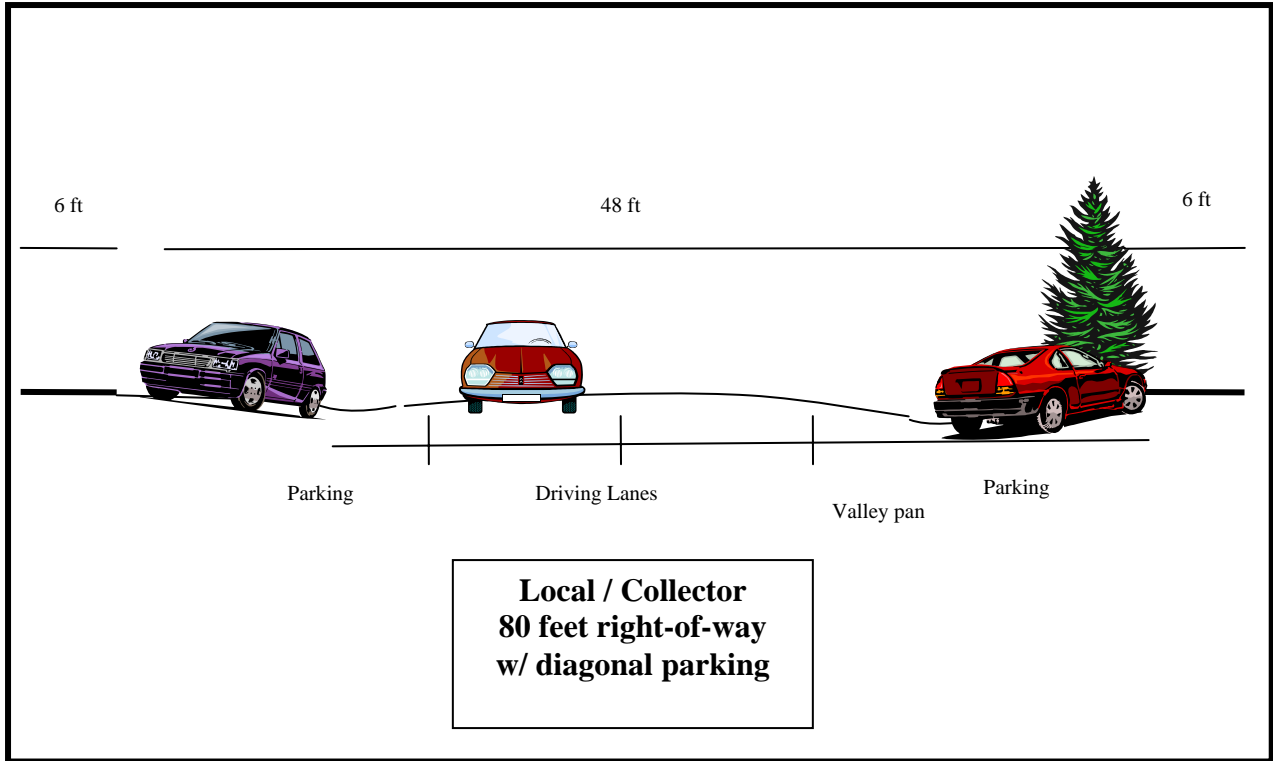 6 ft
48 ft
6 ft
Parking
Driving Lanes
Valley pan
Parking
Local / Collector
80 feet right-of-way
w/ diagonal parking